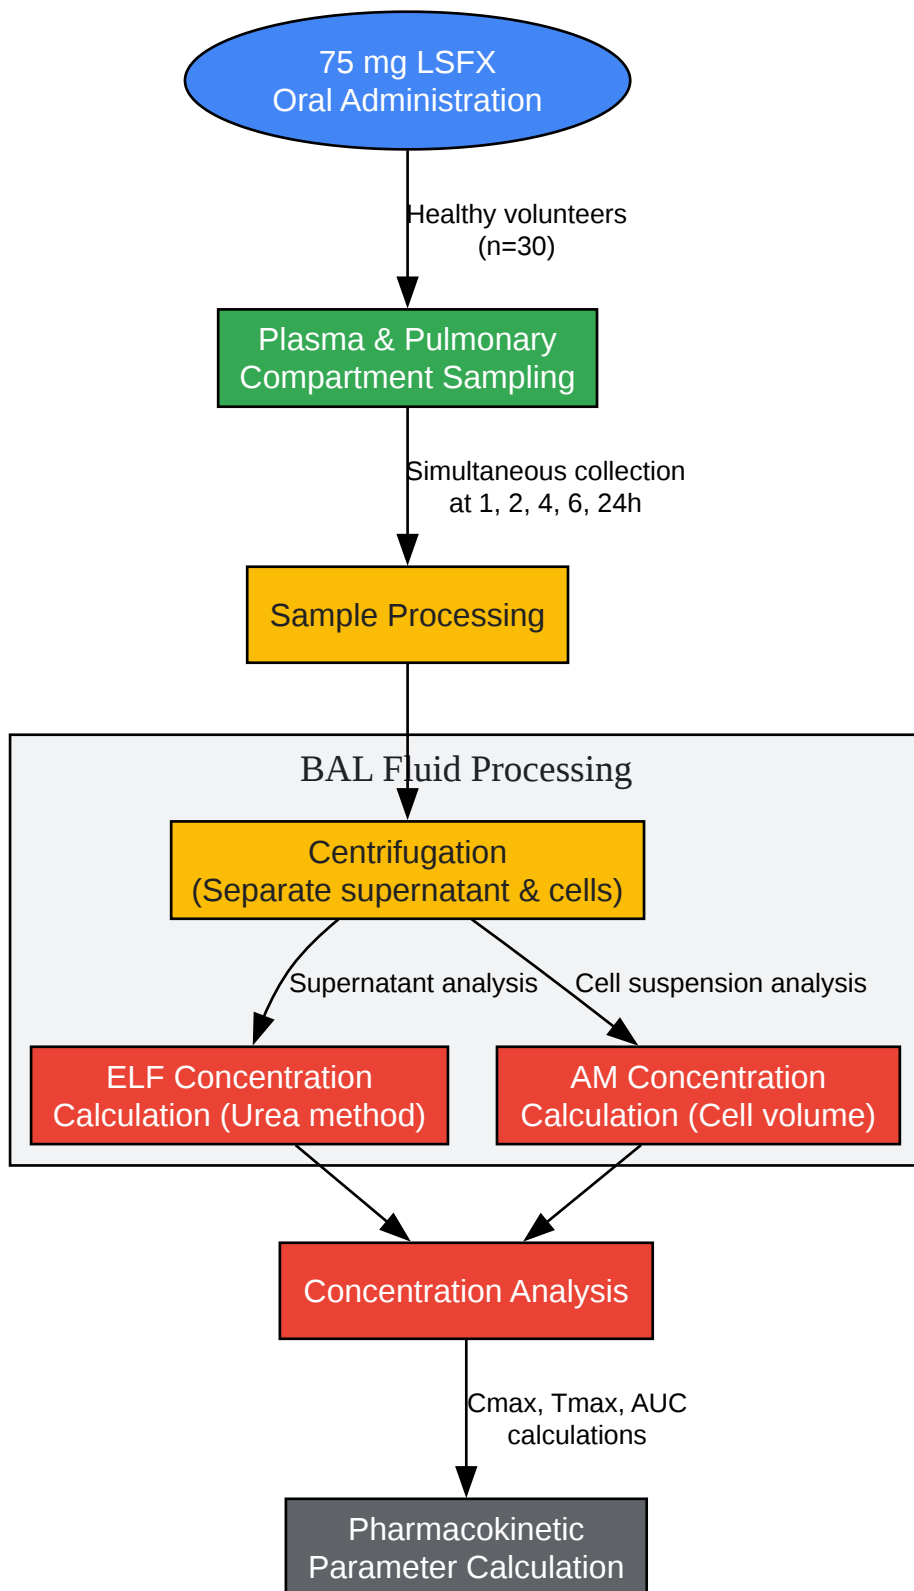 75 mg LSFX
Oral Administration
Healthy volunteers
(n=30)
Plasma & Pulmonary
Compartment Sampling
Simultaneous collection
at 1, 2, 4, 6, 24h
Sample Processing
BAL Fluid Processing
Centrifugation
(Separate supernatant & cells)
Supernatant analysis
Cell suspension analysis
ELF Concentration
Calculation (Urea method)
AM Concentration
Calculation (Cell volume)
Concentration Analysis
Cmax, Tmax, AUC
calculations
Pharmacokinetic
Parameter Calculation